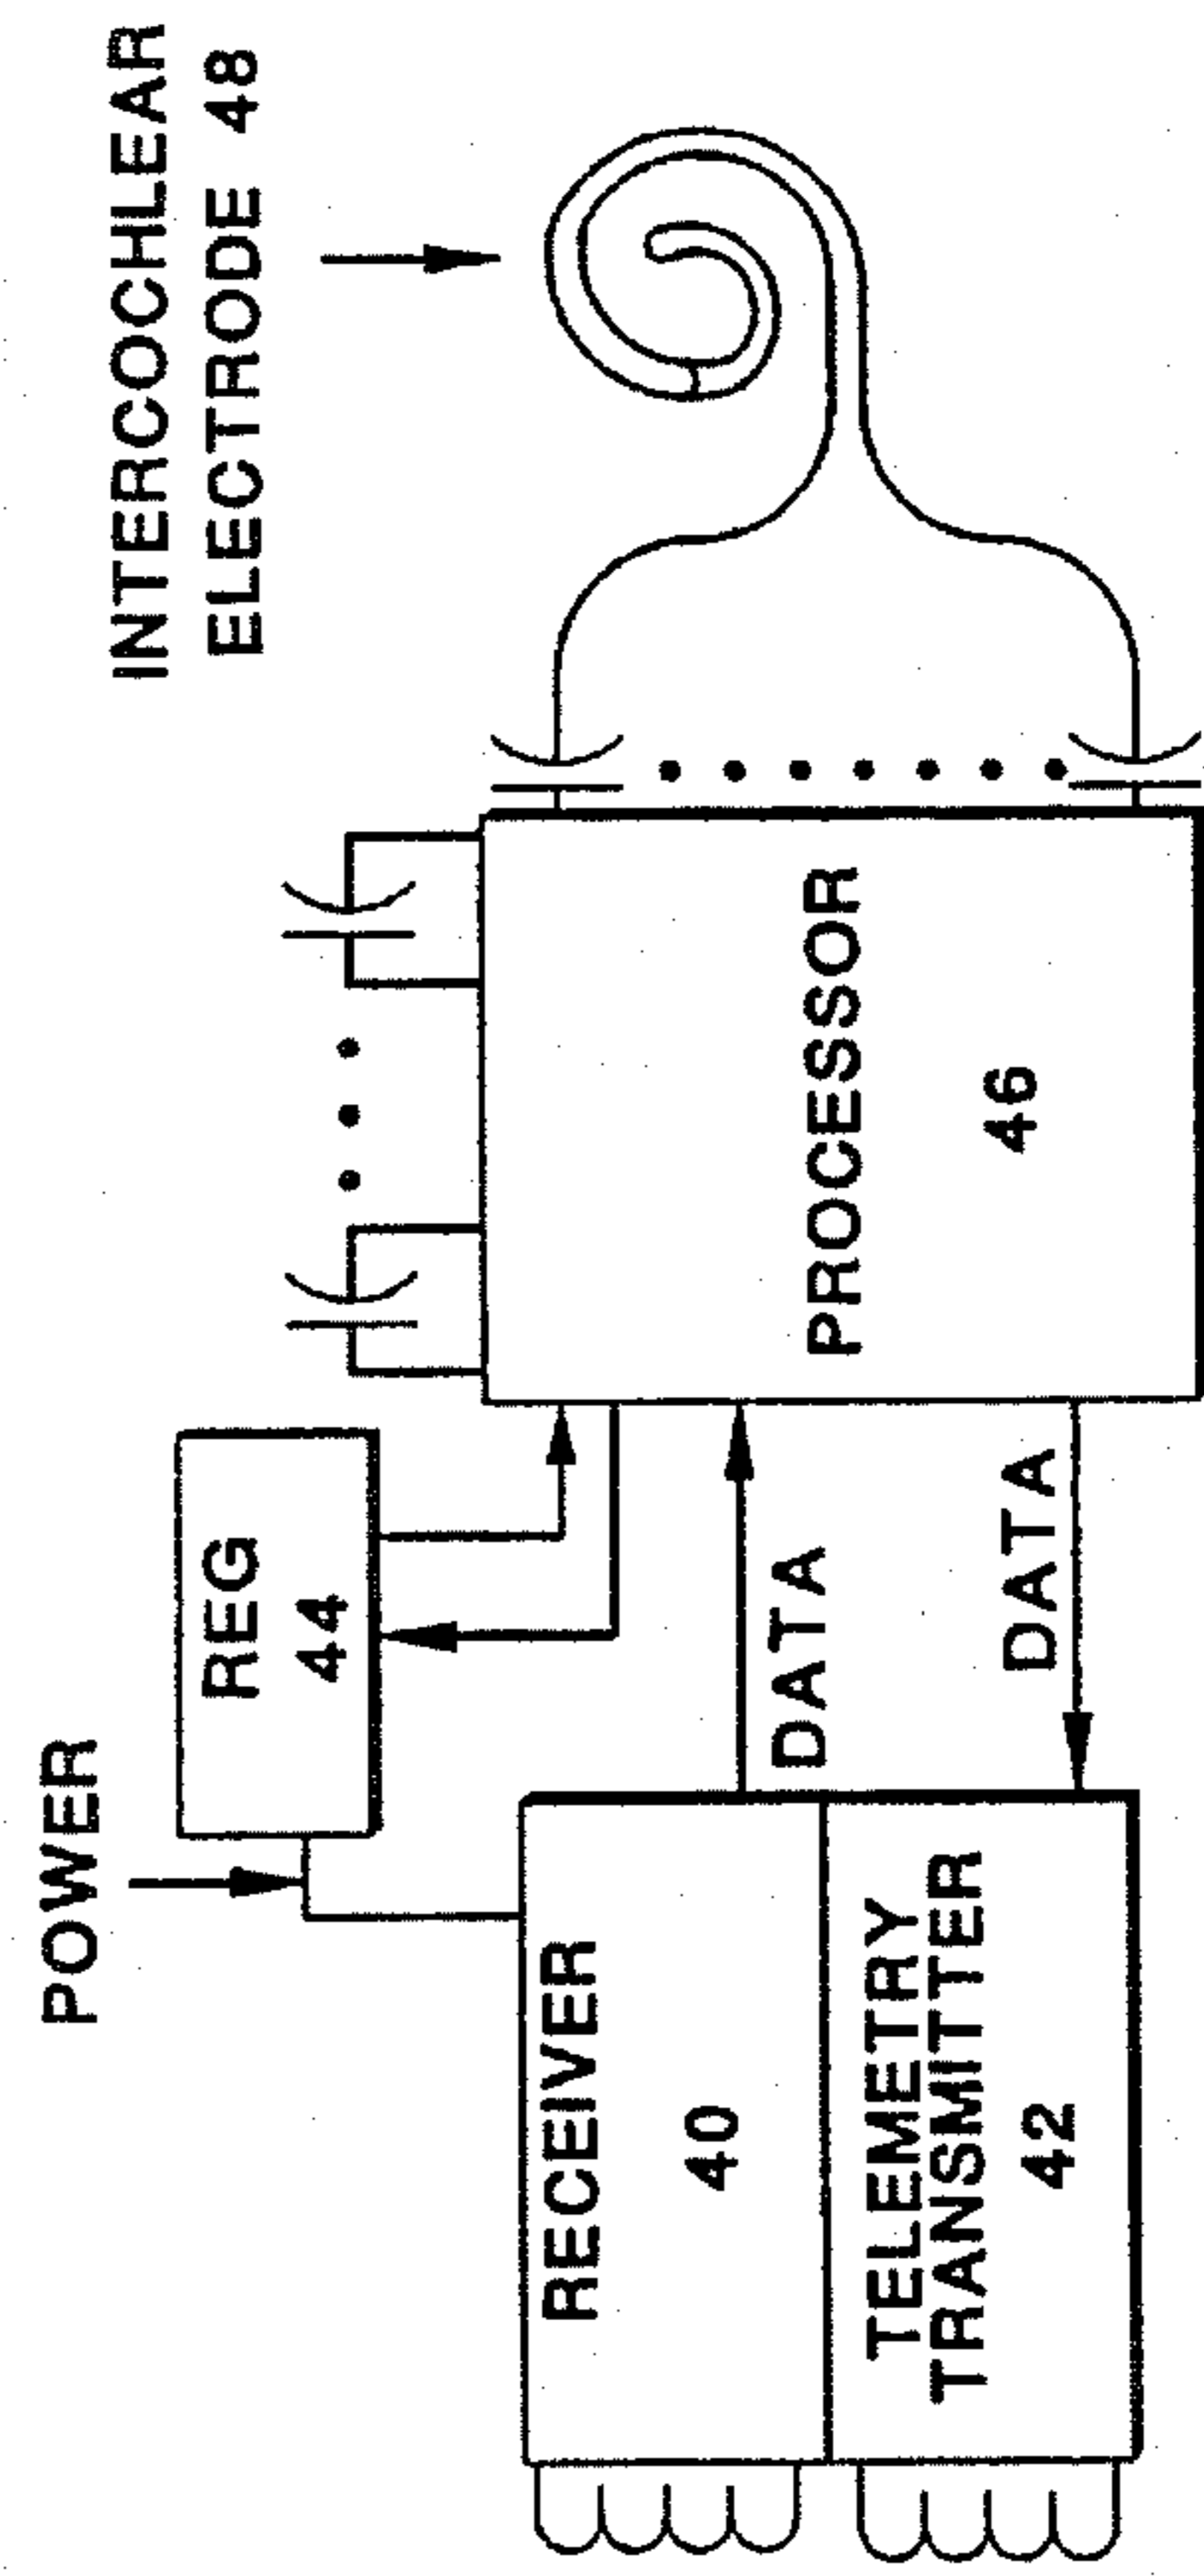 INTERCOCHLEAR
ELECTRODE 48
POWER
REG
44
RECEIVER
40
TELEMETRY
TRANSMITTER
42
DATA
DATA
PROCESSOR
46